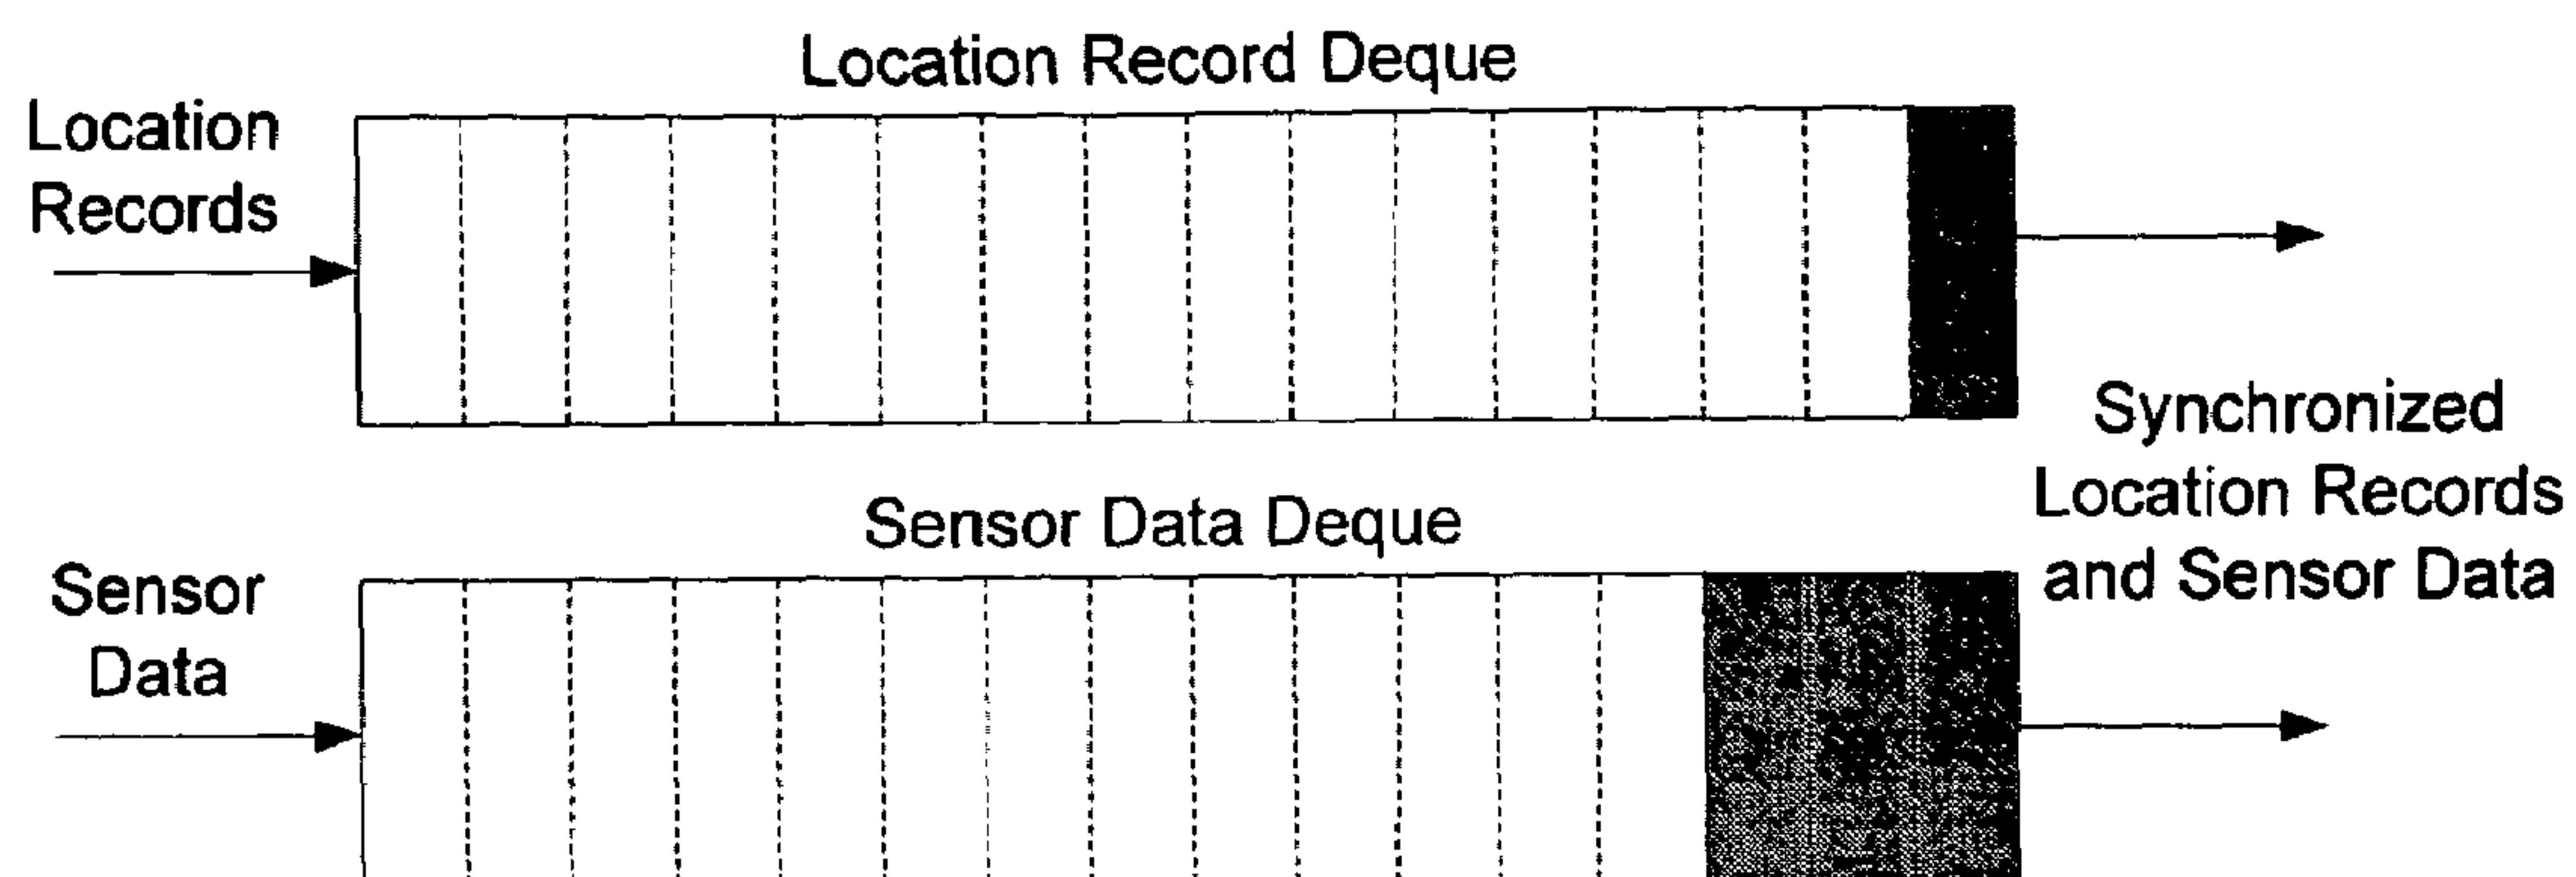 Location Record Deque
Location
Records
Synchronized
Location Records
and Sensor Data
Sensor Data Deque
Sensor
Data